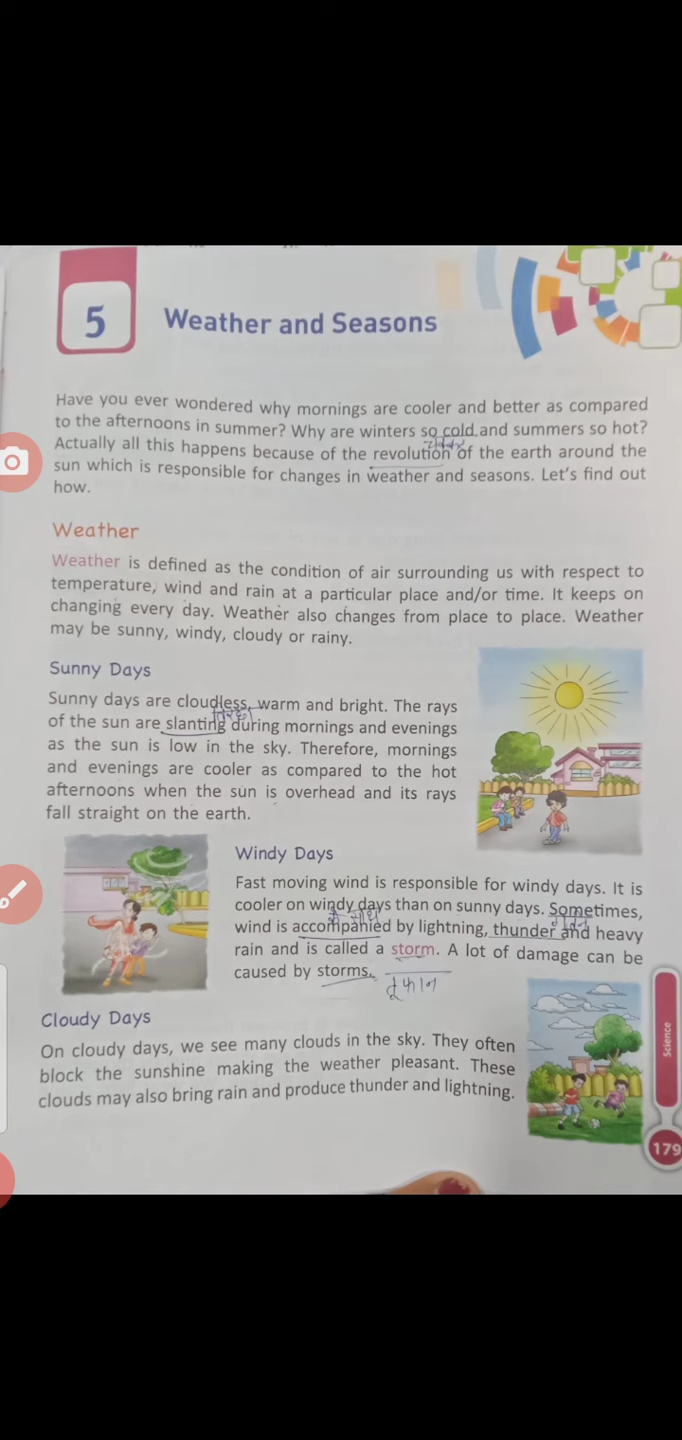 5
Weather and Seasons
Have you ever wondered why mornings are cooler and better as compared
to the afternoons in summer? Why are winters so cold and summers so hot?
Actually all this happens because of the revolution of the earth around the
sun which is responsible for changes in weather and seasons. Let's find out
how.
Weather
Weather is defined as the condition of air surrounding us with respect to
temperature, wind and rain at a particular place and/or time. It keeps on
changing every day. Weather also changes from place to place. Weather
may be sunny, windy, cloudy or rainy.
Sunny Days
Sunny days are cloudless, warm and bright. The rays
तिरछा
of the sun are slanting during mornings and evenings
as the sun is low in the sky. Therefore, mornings
and evenings are cooler as compared to the hot
afternoons when the sun is overhead and its rays
fall straight on the earth.
Windy Days
Fast moving wind is responsible for windy days. It is
cooler on windy days than on sunny days. Sometimes,
के साथ
wind is accompanied by lightning, thunder and heavy
rain and is called a storm. A lot of damage can be
caused by storms.
तूफान
Cloudy Days
On cloudy days, we see many clouds in the sky. They often
block the sunshine making the weather pleasant. These
clouds may also bring rain and produce thunder and lightning.
Science
179